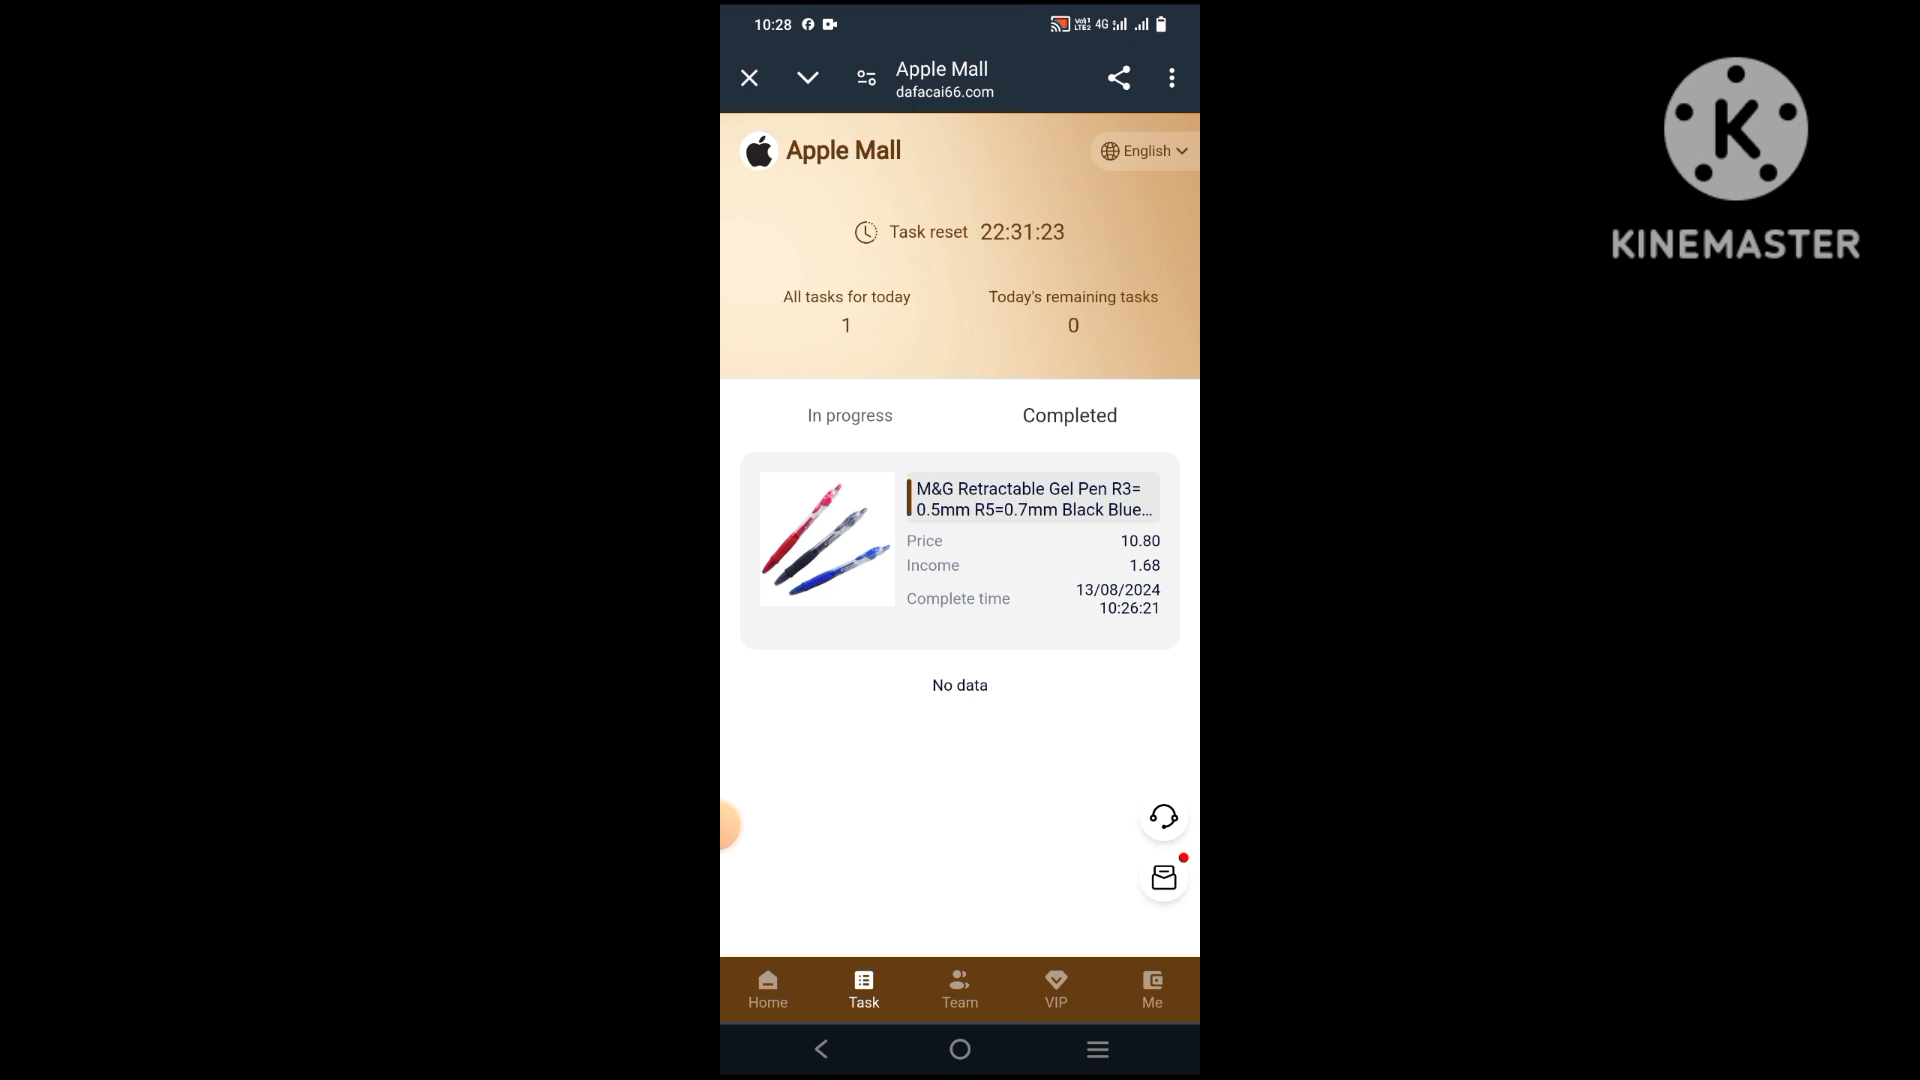 10:28
VoI1
LTE2
4G
Apple Mall
dafacai66.com
Apple Mall
English
Task reset 22:31:23
All tasks for today
1
Today's remaining tasks
0
In progress
Completed
M&G Retractable Gel Pen R3=
0.5mm R5=0.7mm Black Blue...
Price 10.80
Income 1.68
Complete time 13/08/2024
10:26:21
No data
Home
Task
Team
VIP
Me
K
KINEMASTER